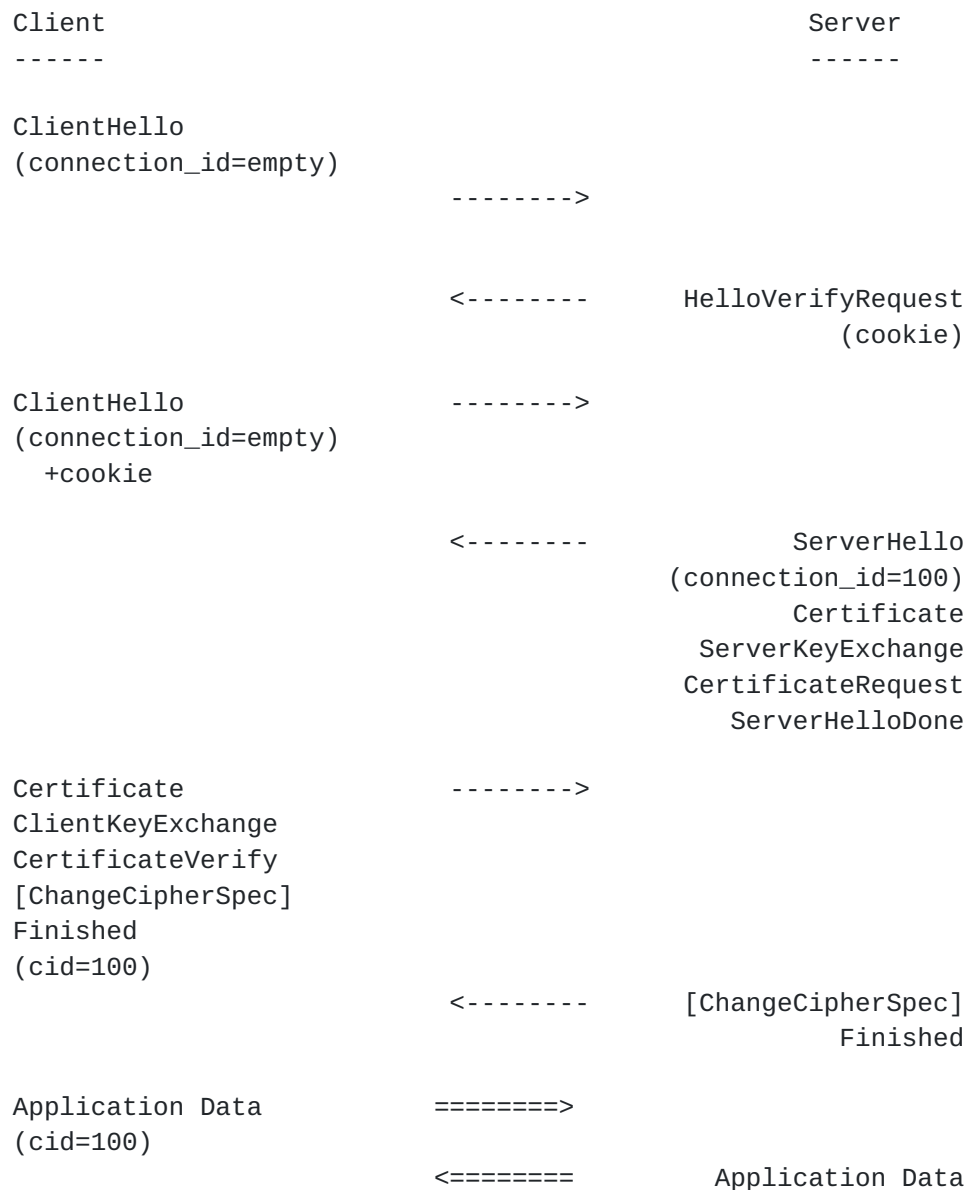 Client                                             Server
------                                             ------
ClientHello
(connection_id=empty)
                            -------->
                            <--------      HelloVerifyRequest
                                                     (cookie)
ClientHello                 -------->
(connection_id=empty)
  +cookie
                            <--------             ServerHello
                                          (connection_id=100)
                                                  Certificate
                                            ServerKeyExchange
                                           CertificateRequest
                                              ServerHelloDone
Certificate                 -------->
ClientKeyExchange
CertificateVerify
[ChangeCipherSpec]
Finished
(cid=100)
                            <--------      [ChangeCipherSpec]
                                                     Finished
Application Data           ========>
(cid=100)
                           <========         Application Data